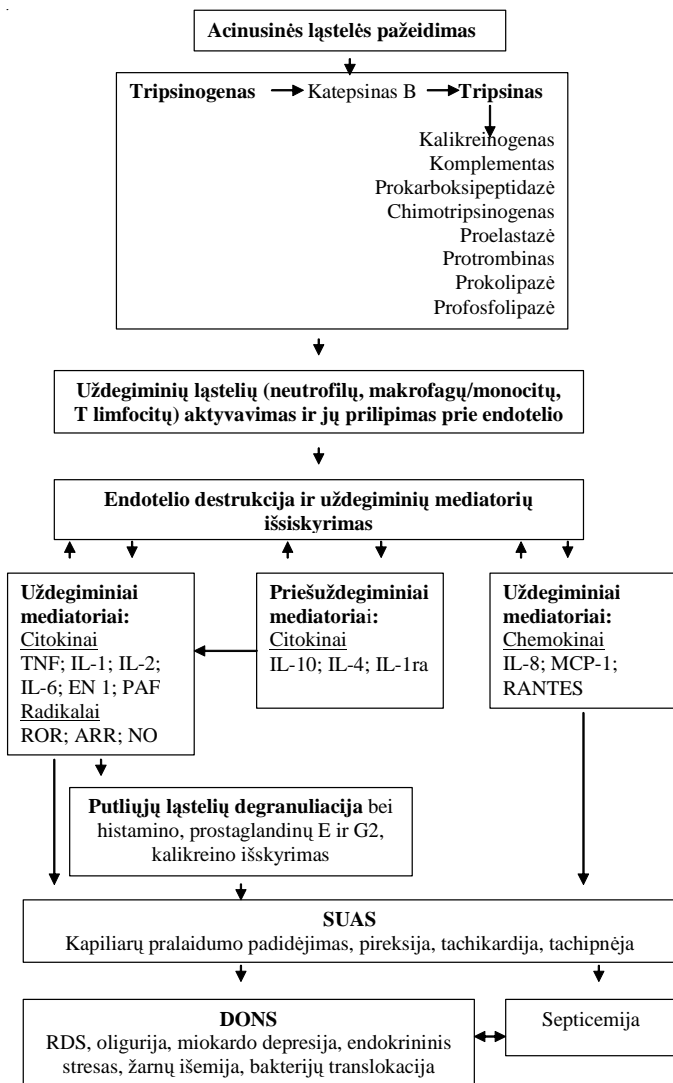 Acinusinės ląstelės pažeidimas
Tripsinogenas Katepsinas B Tripsinas
Kalikreinogenas
Komplementas
Prokarboksipeptidazė
Chimotripsinogenas
Proelastazė
Protrombinas
Prokolipazė
Profosfolipazė
Uždegiminių ląstelių (neutrofilų, makrofagų/monocitų,
T limfocitų) aktyvavimas ir jų prilipimas prie endotelio
Endotelio destrukcija ir uždegiminių mediatorių
išsiskyrimas
Uždegiminiai
mediatoriai:
Citokinai
TNF; IL-1; IL-2;
IL-6; EN 1; PAF
Radikalai
ROR; ARR; NO
Priešuždegiminiai
mediatoriai:
Citokinai
IL-10; IL-4; IL-1ra
Uždegiminiai
mediatoriai:
Chemokinai
IL-8; MCP-1;
RANTES
Putliųjų ląstelių degranuliacija bei
histamino, prostaglandinų E ir G2,
kalikreino išskyrimas
SUAS
Kapiliarų pralaidumo padidėjimas, pireksija, tachikardija, tachipnėja
DONS
RDS, oligurija, miokardo depresija, endokrininis
stresas, žarnų išemija, bakterijų translokacija
Septicemija